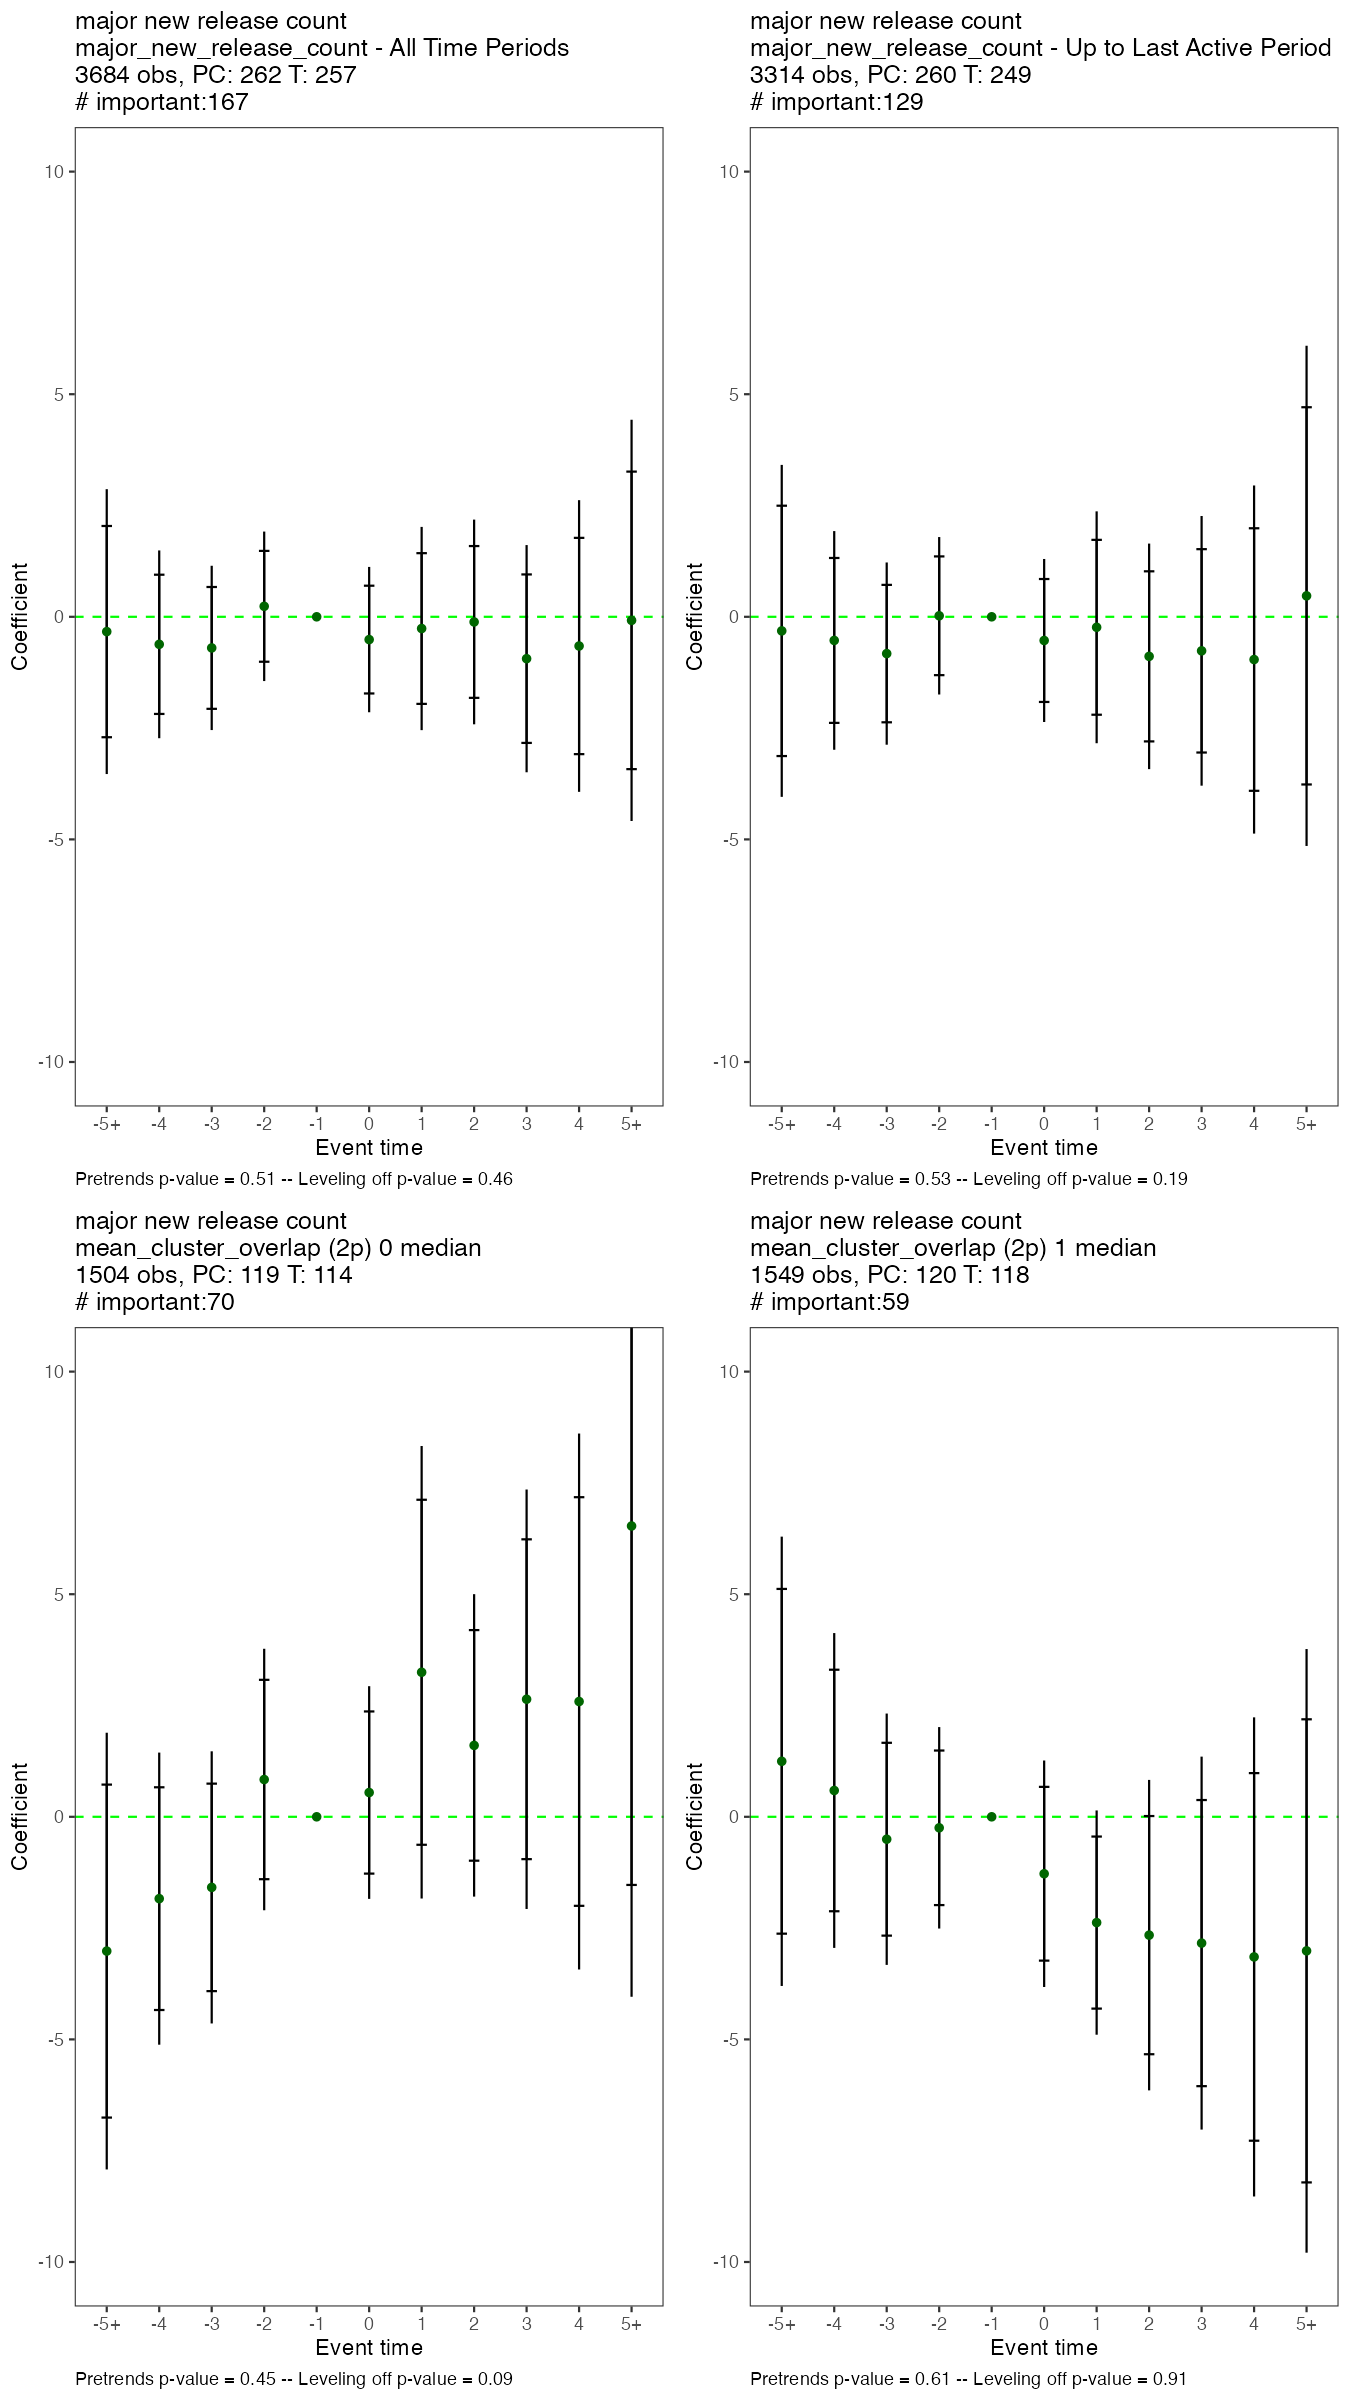 major new release count
major_new_release_count - All Time Periods
3684 obs, PC: 262 T: 257
# important:167
10
5
0
-5
-10
Coefficient
-5+ -4 -3 -2 -1 0 1 2 3 4 5+
Event time
Pretrends p-value = 0.51 -- Leveling off p-value = 0.46
major new release count
major_new_release_count - Up to Last Active Period
3314 obs, PC: 260 T: 249
# important:129
10
5
0
-5
-10
Coefficient
-5+ -4 -3 -2 -1 0 1 2 3 4 5+
Event time
Pretrends p-value = 0.53 -- Leveling off p-value = 0.19
major new release count
mean_cluster_overlap (2p) 0 median
1504 obs, PC: 119 T: 114
# important:70
10
5
0
-5
-10
Coefficient
-5+ -4 -3 -2 -1 0 1 2 3 4 5+
Event time
Pretrends p-value = 0.45 -- Leveling off p-value = 0.09
major new release count
mean_cluster_overlap (2p) 1 median
1549 obs, PC: 120 T: 118
# important:59
10
5
0
-5
-10
Coefficient
-5+ -4 -3 -2 -1 0 1 2 3 4 5+
Event time
Pretrends p-value = 0.61 -- Leveling off p-value = 0.91